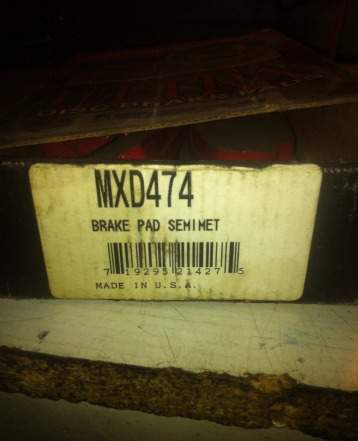 MXD474
BRAKE PAD SEMIMET
7 19295 21427 5
MADE IN U.S.A.